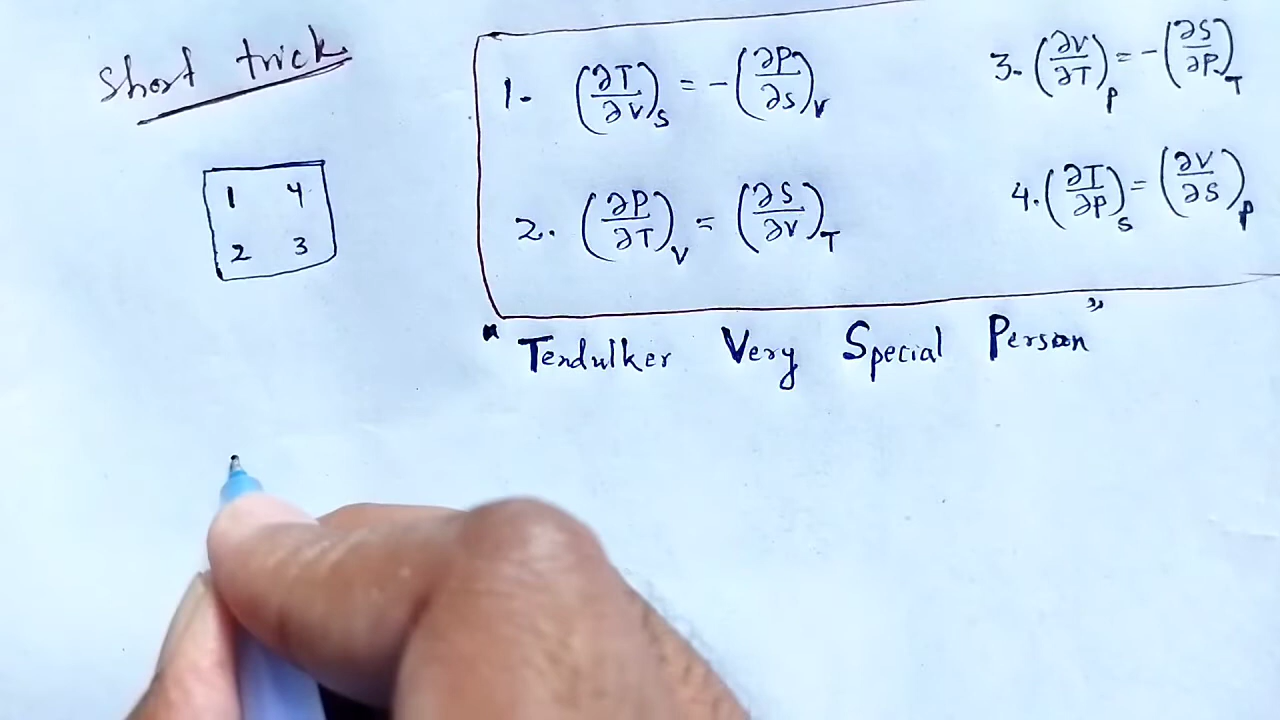 Short trick
1 4
2 3
1. (∂T/∂V)S = -(∂P/∂S)V
2. (∂P/∂T)V = (∂S/∂V)T
3. (∂V/∂T)P = -(∂S/∂P)T
4. (∂T/∂P)S = (∂V/∂S)P
"Tendulker Very Special Person"